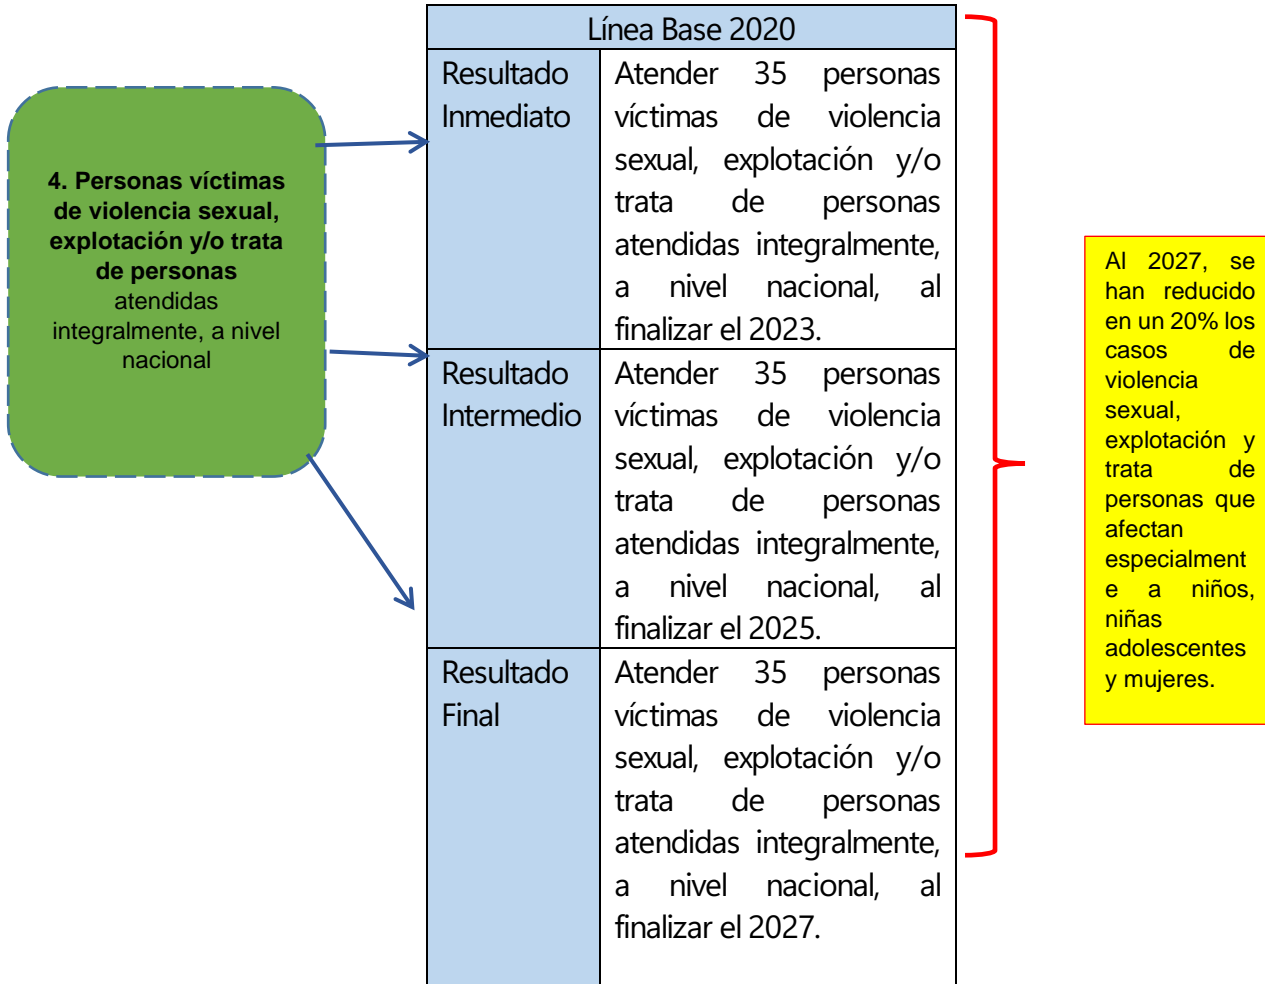 4. Personas víctimas
de violencia sexual,
explotación y/o trata
de personas
atendidas
integralmente, a nivel
nacional
Línea Base 2020
Resultado
Inmediato
Atender 35 personas
víctimas de violencia
sexual, explotación y/o
trata de personas
atendidas integralmente,
a nivel nacional, al
finalizar el 2023.
Resultado
Intermedio
Atender 35 personas
víctimas de violencia
sexual, explotación y/o
trata de personas
atendidas integralmente,
a nivel nacional, al
finalizar el 2025.
Resultado
Final
Atender 35 personas
víctimas de violencia
sexual, explotación y/o
trata de personas
atendidas integralmente,
a nivel nacional, al
finalizar el 2027.
Al 2027, se
han reducido
en un 20% los
casos de
violencia
sexual,
explotación y
trata de
personas que
afectan
especialment
e a niños,
niñas
adolescentes
y mujeres.